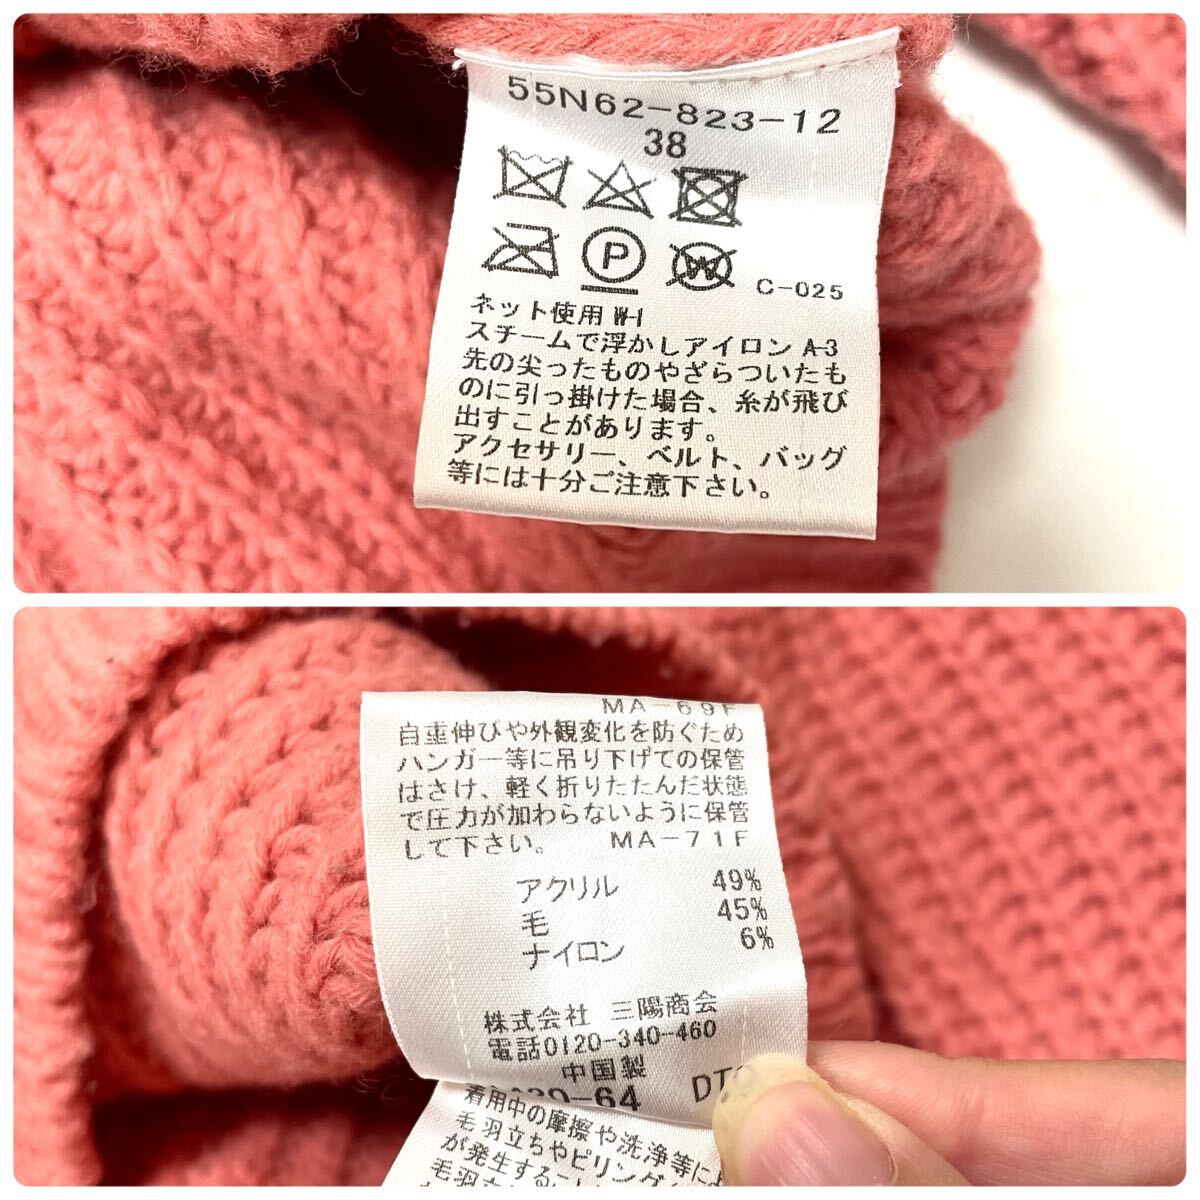 55N62-823-12
38
P
W
C-025
ネット使用 W-I
スチームで浮かしアイロン A-3
先の尖ったものやざらついたも
のに引っ掛けた場合、糸が飛び
出すことがあります。
アクセサリー、ベルト、バッグ
等には十分ご注意下さい。
MA-69F
自重伸びや外観変化を防ぐため
ハンガー等に吊り下げての保管
はさけ、軽く折りたたんだ状態
で圧力が加わらないように保管
して下さい。 MA-71F
アクリル 49%
毛 45%
ナイロン 6%
株式会社 三陽商会
電話0120-340-460
中国製
39-64 DT
着用中の摩擦や洗浄等によ
毛羽立ちやピリング
が発生するこ
毛羽立